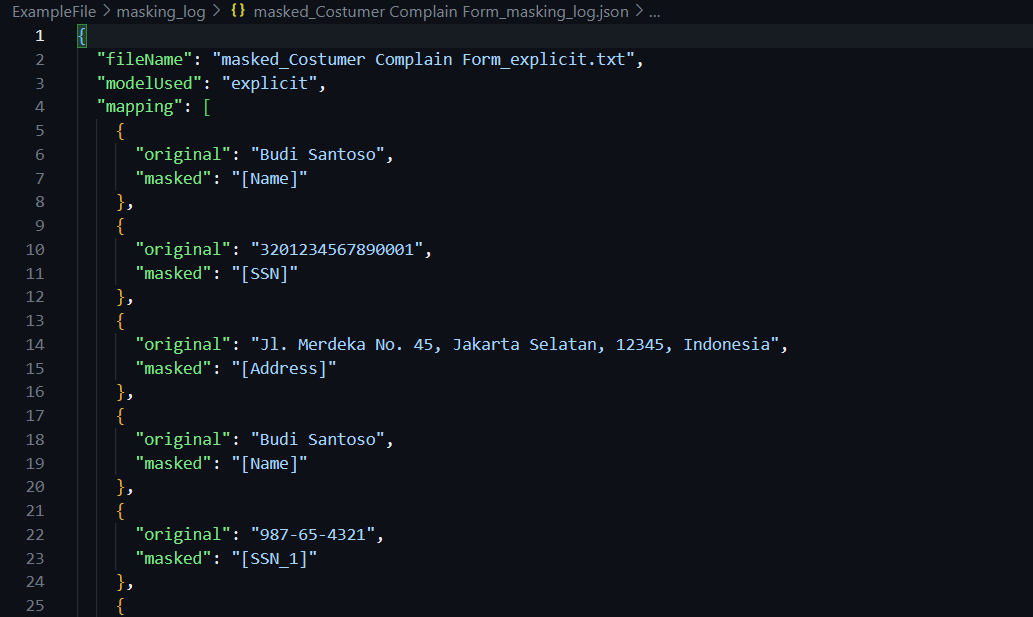 ExampleFile > masking_log > {} masked_Costumer Complain Form_masking_log.json > ...
1 {
2 "fileName": "masked_Costumer Complain Form_explicit.txt",
3 "modelUsed": "explicit",
4 "mapping": [
5 {
6 "original": "Budi Santoso",
7 "masked": "[Name]"
8 },
9 {
10 "original": "3201234567890001",
11 "masked": "[SSN]"
12 },
13 {
14 "original": "Jl. Merdeka No. 45, Jakarta Selatan, 12345, Indonesia",
15 "masked": "[Address]"
16 },
17 {
18 "original": "Budi Santoso",
19 "masked": "[Name]"
20 },
21 {
22 "original": "987-65-4321",
23 "masked": "[SSN_1]"
24 },
25 {